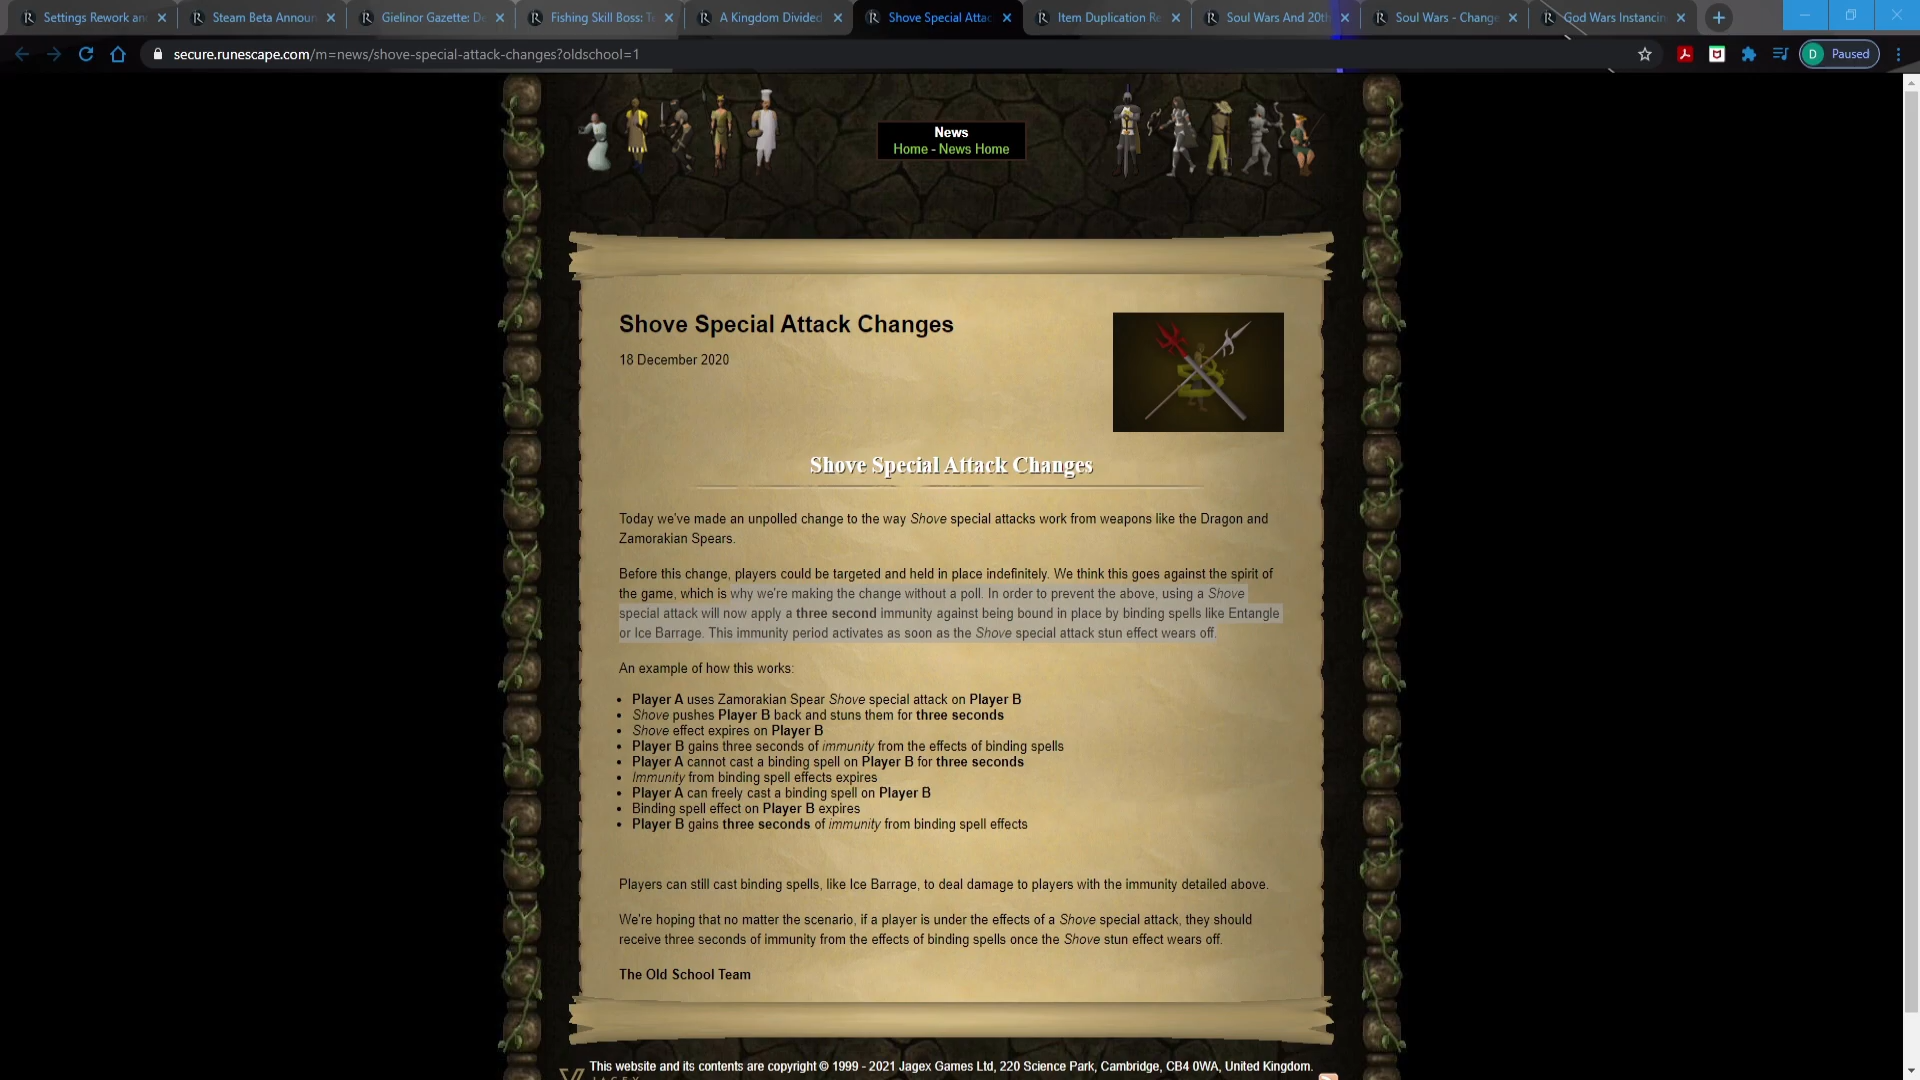 Settings Rework an
Steam Beta Announ
Gielinor Gazette: De
Fishing Skill Boss: T
A Kingdom Divided
Shove Special Attac
Item Duplication Re
Soul Wars And 20th
Soul Wars - Change
God Wars Instancin
secure.runescape.com/m=news/shove-special-attack-changes?oldschool=1
D Paused
News
Home - News Home
Shove Special Attack Changes
18 December 2020
Shove Special Attack Changes
Today we've made an unpolled change to the way Shove special attacks work from weapons like the Dragon and
Zamorakian Spears.
Before this change, players could be targeted and held in place indefinitely. We think this goes against the spirit of
the game, which is why we're making the change without a poll. In order to prevent the above, using a Shove
special attack will now apply a three second immunity against being bound in place by binding spells like Entangle
or Ice Barrage. This immunity period activates as soon as the Shove special attack stun effect wears off.
An example of how this works:
• Player A uses Zamorakian Spear Shove special attack on Player B
• Shove pushes Player B back and stuns them for three seconds
• Shove effect expires on Player B
• Player B gains three seconds of immunity from the effects of binding spells
• Player A cannot cast a binding spell on Player B for three seconds
• Immunity from binding spell effects expires
• Player A can freely cast a binding spell on Player B
• Binding spell effect on Player B expires
• Player B gains three seconds of immunity from binding spell effects
Players can still cast binding spells, like Ice Barrage, to deal damage to players with the immunity detailed above.
We're hoping that no matter the scenario, if a player is under the effects of a Shove special attack, they should
receive three seconds of immunity from the effects of binding spells once the Shove stun effect wears off.
The Old School Team
This website and its contents are copyright © 1999 - 2021 Jagex Games Ltd, 220 Science Park, Cambridge, CB4 0WA, United Kingdom.